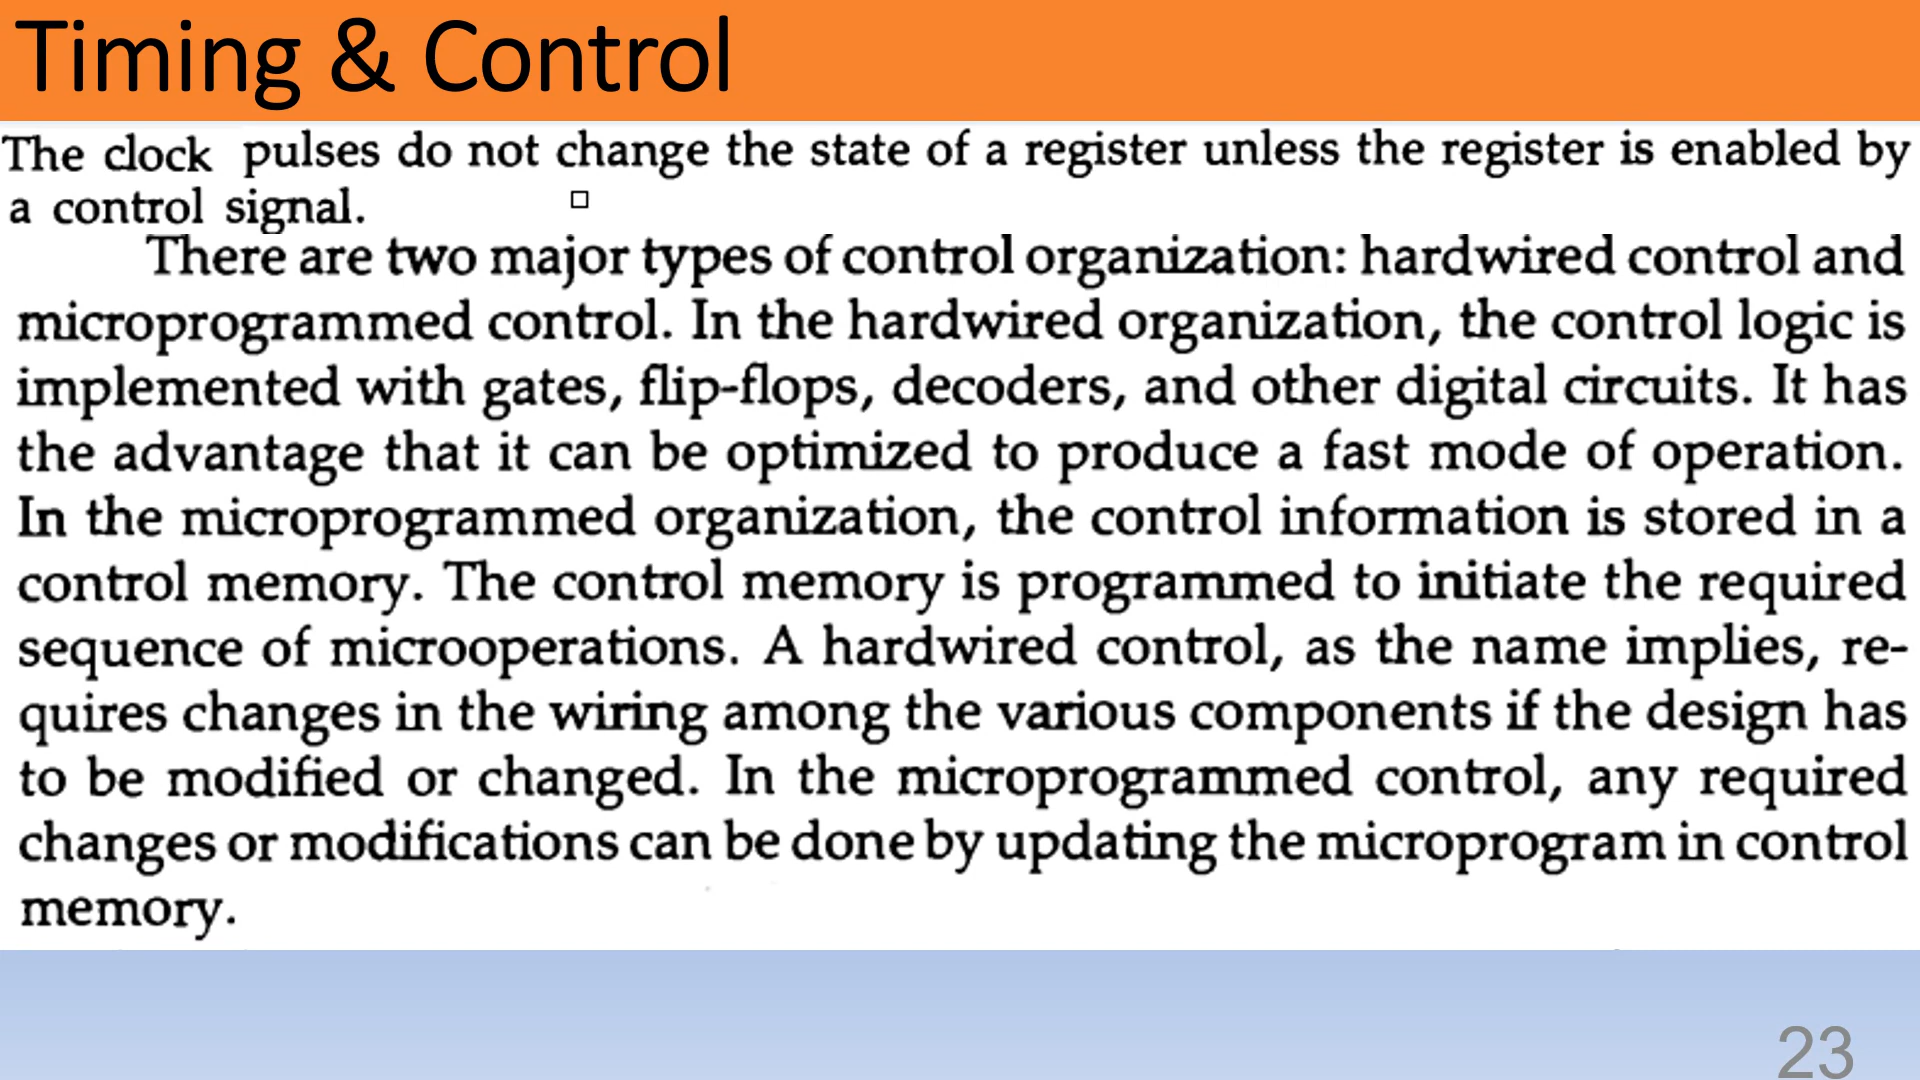 Timing & Control
The clock pulses do not change the state of a register unless the register is enabled by
a control signal.
There are two major types of control organization: hardwired control and
microprogrammed control. In the hardwired organization, the control logic is
implemented with gates, flip-flops, decoders, and other digital circuits. It has
the advantage that it can be optimized to produce a fast mode of operation.
In the microprogrammed organization, the control information is stored in a
control memory. The control memory is programmed to initiate the required
sequence of microoperations. A hardwired control, as the name implies, re-
quires changes in the wiring among the various components if the design has
to be modified or changed. In the microprogrammed control, any required
changes or modifications can be done by updating the microprogram in control
memory.
23